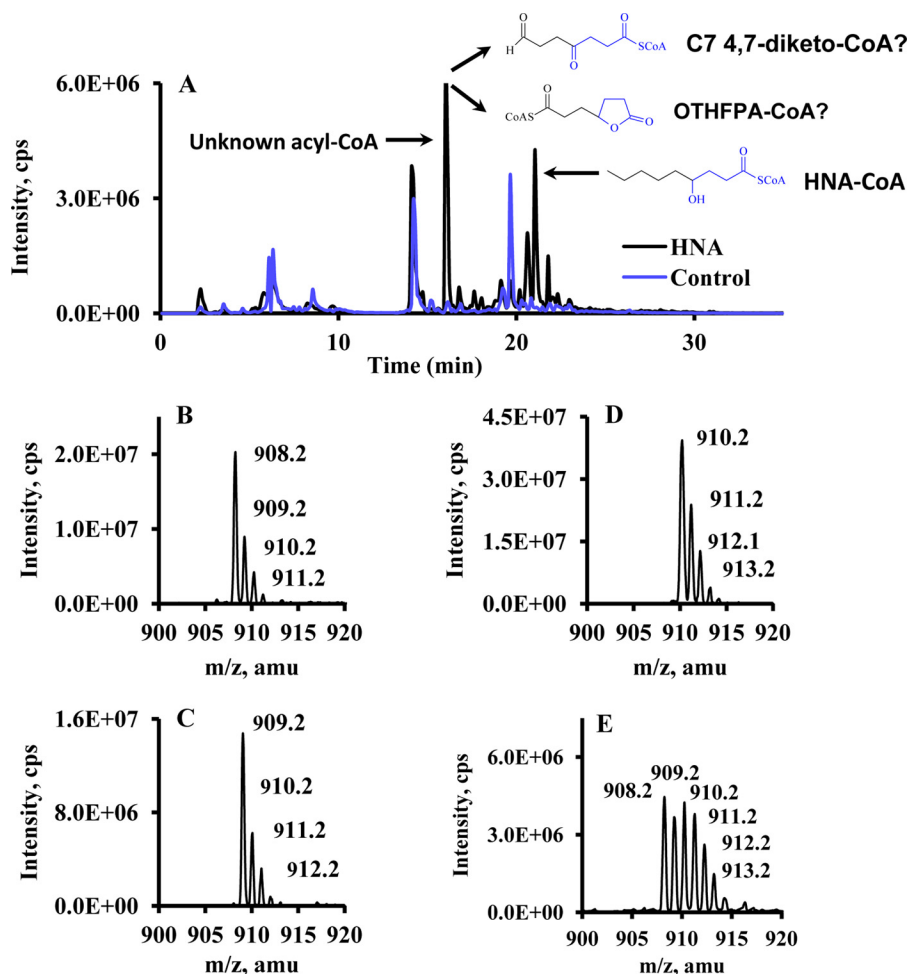 O
O
H
SCoA
O
C7 4,7-diketo-CoA?
A
6.0E+06
O
CoAS
O
O
OTHFPA-CoA?
Unknown acyl-CoA
O
SCoA
OH
HNA-CoA
Intensity, cps
3.0E+06
HNA
Control
0.0E+00
0 10 20 30
Time (min)
B
2.0E+07
1.0E+07
0.0E+00
Intensity, cps
908.2
909.2
910.2
911.2
900 905 910 915 920
m/z, amu
D
4.5E+07
3.0E+07
1.5E+07
0.0E+00
Intensity, cps
910.2
911.2
912.1
913.2
900 905 910 915 920
m/z, amu
C
1.6E+07
8.0E+06
0.0E+00
Intensity, cps
909.2
910.2
911.2
912.2
900 905 910 915 920
m/z, amu
E
6.0E+06
3.0E+06
0.0E+00
Intensity, cps
908.2
909.2
910.2
911.2
912.2
913.2
900 905 910 915 920
m/z, amu